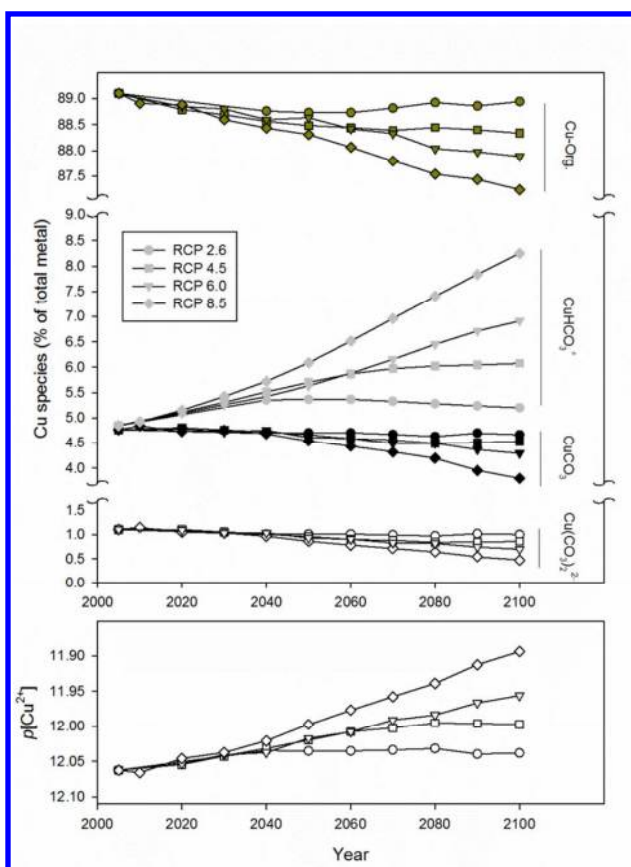 89.0
88.5
88.0
87.5
Cu-Org.
9.0
8.5
8.0
7.5
7.0
6.5
6.0
5.5
5.0
4.5
4.0
RCP 2.6
RCP 4.5
RCP 6.0
RCP 8.5
CuHCO₃⁺
CuCO₃
Cu species (% of total metal)
1.5
1.0
0.5
0.0
Cu(CO₃)₂²⁻
2000 2020 2040 2060 2080 2100
11.90
11.95
12.00
12.05
12.10
p[Cu²⁺]
2000 2020 2040 2060 2080 2100
Year